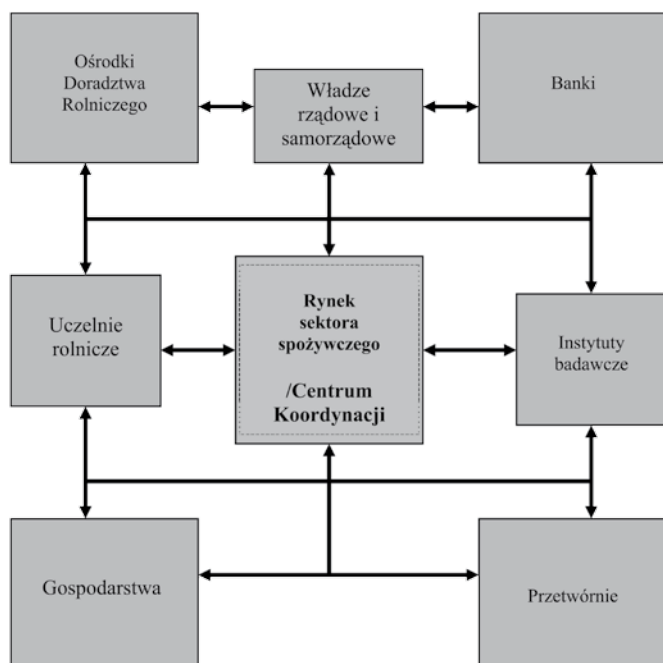 Ośrodki
Doradztwa
Rolniczego
Władze
rządowe i
samorządowe
Banki
Uczelnie
rolnicze
Rynek
sektora
spożywczego
/Centrum
Koordynacji
Instytuty
badawcze
Gospodarstwa
Przetwórnie